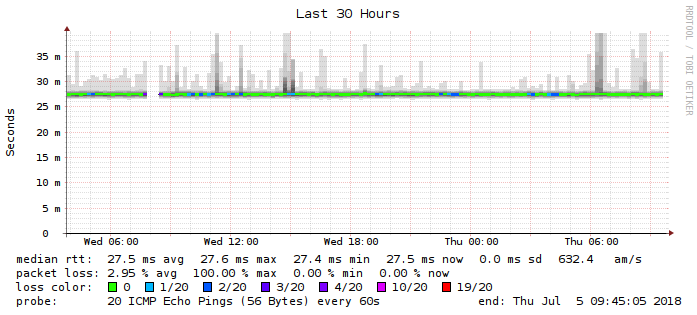 Last 30 Hours
RRDTOOL / TOBI OETIKER
Seconds
35 m
30 m
25 m
20 m
15 m
10 m
5 m
0
Wed 06:00 Wed 12:00 Wed 18:00 Thu 00:00 Thu 06:00
median rtt: 27.5 ms avg 27.6 ms max 27.4 ms min 27.5 ms now 0.0 ms sd 632.4 am/s
packet loss: 2.95 % avg 100.00 % max 0.00 % min 0.00 % now
loss color: 0 1/20 2/20 3/20 4/20 10/20 19/20
probe: 20 ICMP Echo Pings (56 Bytes) every 60s end: Thu Jul 5 09:45:05 2018